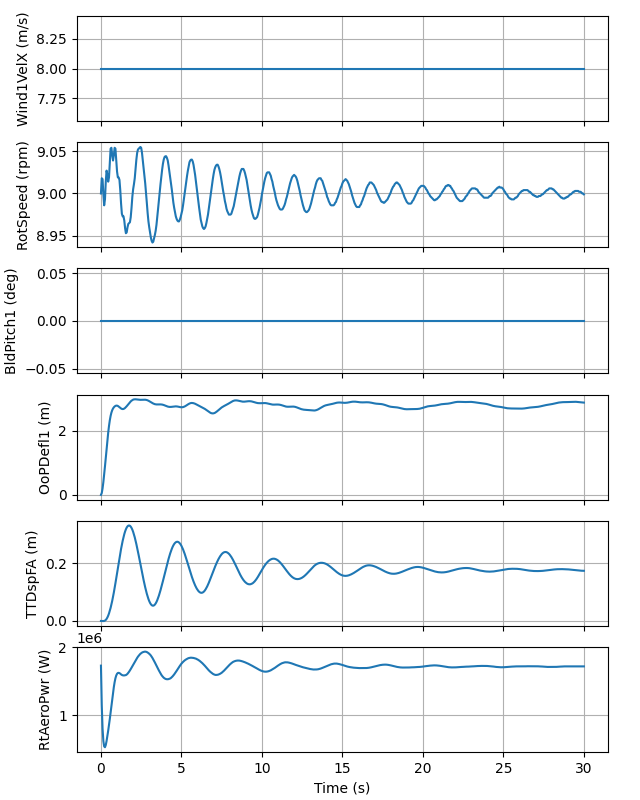 Wind1VelX (m/s)
8.25
8.00
7.75
RotSpeed (rpm)
9.05
9.00
8.95
BldPitch1 (deg)
0.05
0.00
−0.05
OoPDefl1 (m)
2
0
TTDspFA (m)
0.2
0.0
1e6
RtAeroPwr (W)
2
1
0 5 10 15 20 25 30
Time (s)